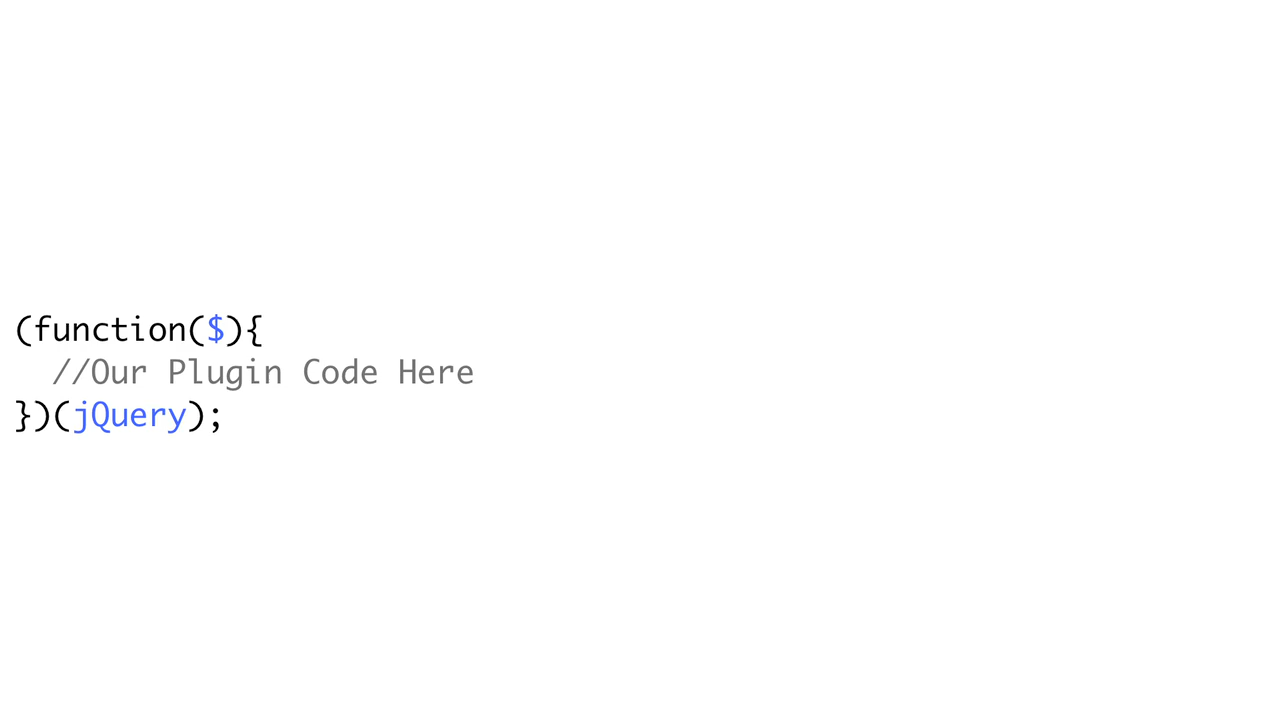 (function($){
  //Our Plugin Code Here
})(jQuery);